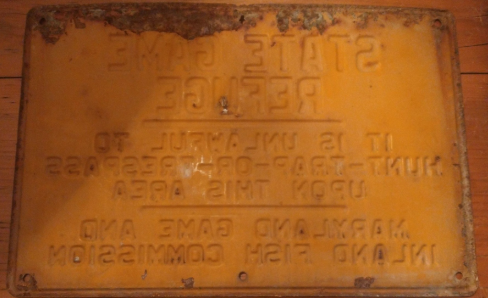 STATE GAME
REFUGE
IT IS UNLAWFUL TO
HUNT-TRAP-OR-TRESPASS
UPON THIS AREA
MARYLAND GAME AND
INLAND FISH COMMISSION